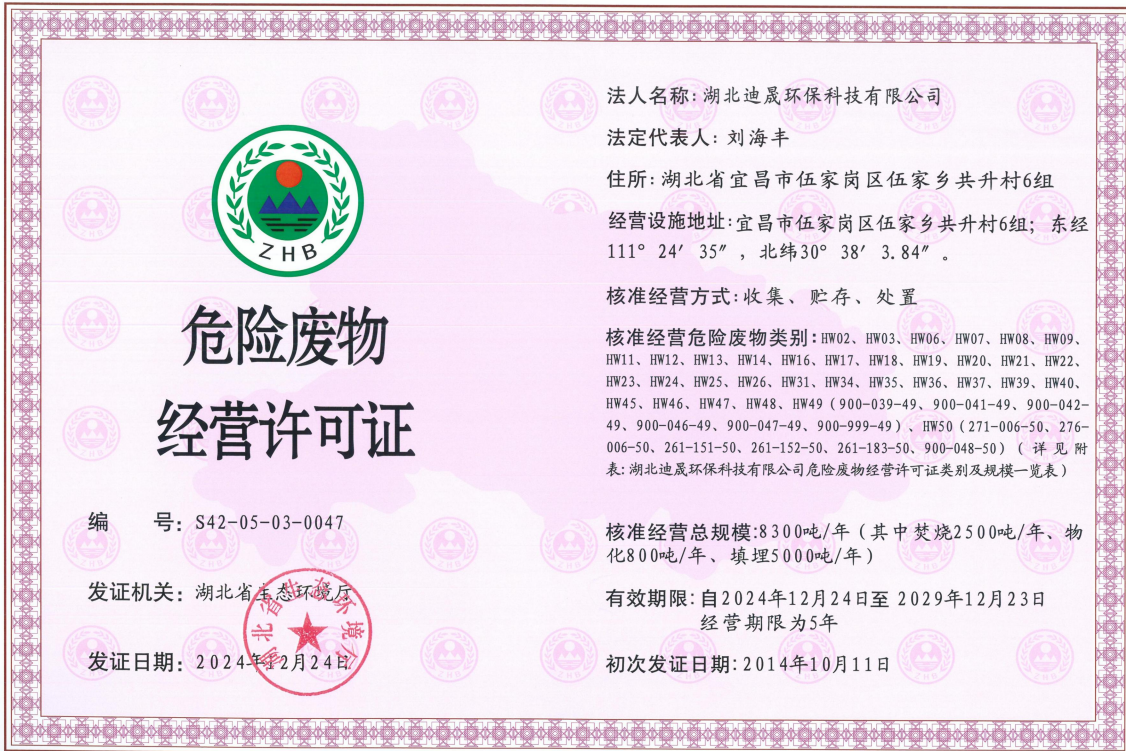 ZHB
危险废物
经营许可证
编 号：S42-05-03-0047
发证机关：湖北省生态环境厅
发证日期：2024年12月24日
湖北省生态环境厅
法人名称：湖北迪晟环保科技有限公司
法定代表人：刘海丰
住所：湖北省宜昌市伍家岗区伍家乡共升村6组
经营设施地址：宜昌市伍家岗区伍家乡共升村6组；东经
111° 24′ 35″ ，北纬30° 38′ 3.84″ 。
核准经营方式：收集、贮存、处置
核准经营危险废物类别：HW02、HW03、HW06、HW07、HW08、HW09、
HW11、HW12、HW13、HW14、HW16、HW17、HW18、HW19、HW20、HW21、HW22、
HW23、HW24、HW25、HW26、HW31、HW34、HW35、HW36、HW37、HW39、HW40、
HW45、HW46、HW47、HW48、HW49（900-039-49、900-041-49、900-042-
49、900-046-49、900-047-49、900-999-49）、HW50（271-006-50、276-
006-50、261-151-50、261-152-50、261-183-50、900-048-50）（详见附
表：湖北迪晟环保科技有限公司危险废物经营许可证类别及规模一览表）
核准经营总规模：8300吨/年（其中焚烧2500吨/年、物
化800吨/年、填埋5000吨/年）
有效期限：自2024年12月24日至 2029年12月23日
经营期限为5年
初次发证日期：2014年10月11日